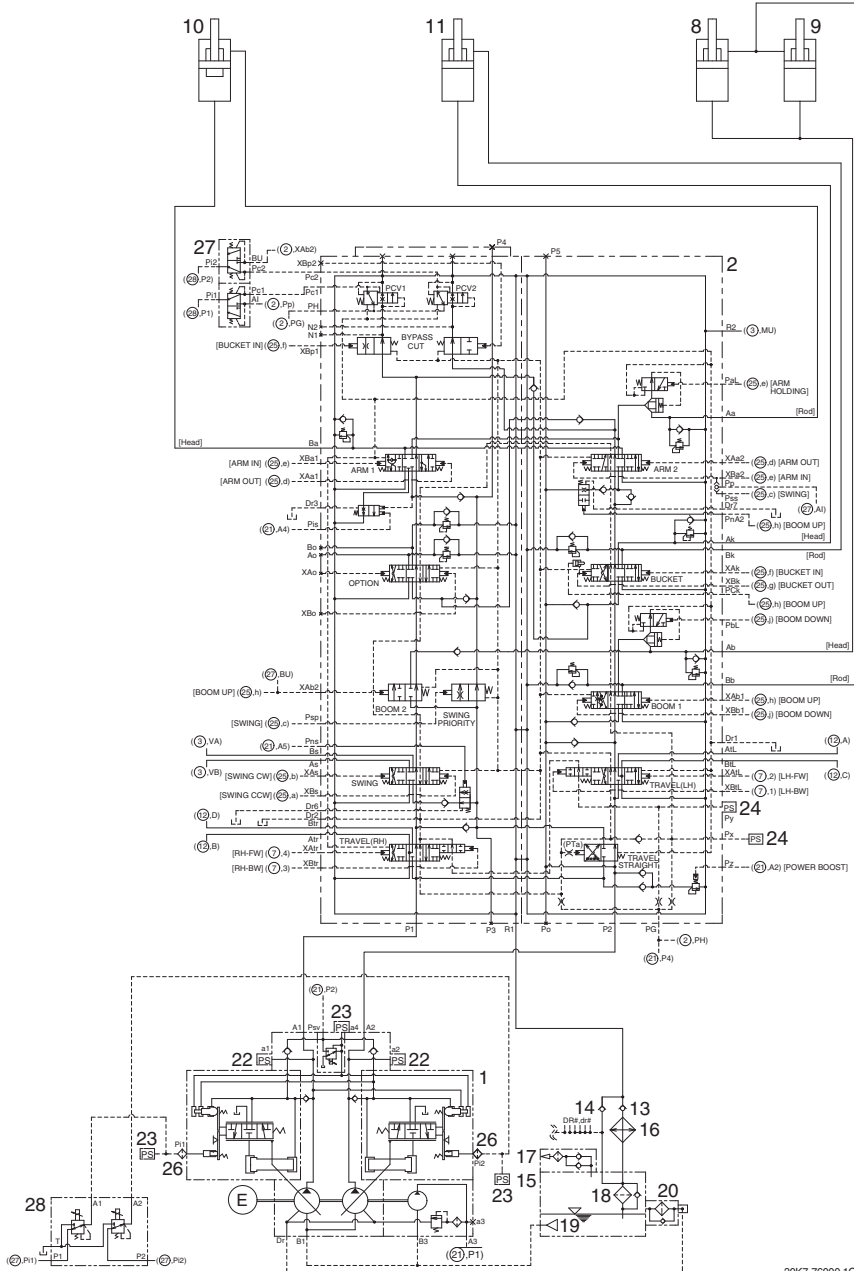 10
11
8
9
27
Pi2
((28),P2)
BU
((2),XAb2)
Pc2
Pc1
Pi1
((28),P1)
AI
((2),Pp)
((2),PG)
XBp2
Pc2
Pc1
PH
N2
N1
XBp1
P4
P5
2
PCV1
PCV2
BYPASS
CUT
[BUCKET IN] ((25),f)
R2
((3),MU)
PaL
((25),e) [ARM
HOLDING]
Aa
[Rod]
[Head]
Ba
[ARM IN] ((25),e)
XBa1
ARM 1
[ARM OUT] ((25),d)
XAa1
ARM 2
XAa2
((25),d) [ARM OUT]
XBa2
((25),e) [ARM IN]
Pp
((25),c) [SWING]
Pss
Dr7
((27),AI)
Dr3
((21),A4)
Pis
PnA2
((25),h) [BOOM UP]
Ak
[Head]
Bo
Ao
Bk
[Rod]
XAo
OPTION
BUCKET
XAk
((25),f) [BUCKET IN]
XBk
((25),g) [BUCKET OUT]
PCk
((25),h) [BOOM UP]
XBo
PbL
((25),j) [BOOM DOWN]
Ab
[Head]
Bb
[Rod]
((27),BU)
[BOOM UP] ((25),h)
XAb2
BOOM 2
SWING
PRIORITY
BOOM 1
XAb1
((25),h) [BOOM UP]
XBb1
((25),j) [BOOM DOWN]
[SWING] ((25),c)
Psp
((3),VA)
((21),A5)
Pns
Bs
Dr1
((12),A)
AtL
((3),VB)
As
[SWING CW] ((25),b)
XAs
SWING
BtL
XAtL
((7),2) [LH-FW]
((12),C)
TRAVEL(LH)
XBtL
((7),1) [LH-BW]
[SWING CCW] ((25),a)
XBs
Dr6
Dr2
((12),D)
Btr
PS
24
Py
((12),B)
Atr
TRAVEL(RH)
[RH-FW] ((7),4)
XAtr
[RH-BW] ((7),3)
XBtr
(PTa)
TRAVEL
STRAIGHT
Px
PS
24
Pz
((21),A2) [POWER BOOST]
P1
P3
R1
Po
P2
PG
((2),PH)
((21),P4)
((21),P2)
23
A1
Psv
PS
a4
A2
a1
22
PS
a2
PS
22
1
23
PS
Pi1
26
26
Pi2
PS
23
28
A1
A2
T
P1
P2
((27),Pi1)
((27),Pi2)
E
a3
Dr
B1
B3
A3
((21),P1)
14
13
DR#,dr#
16
17
15
18
20
19